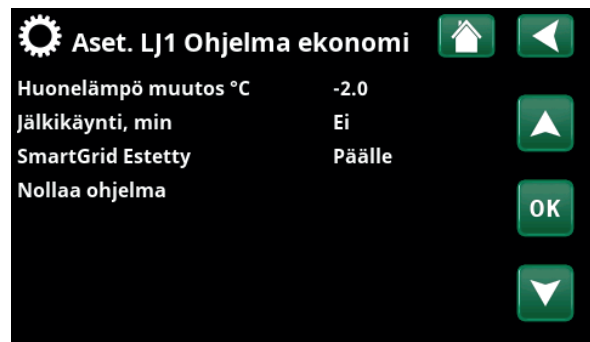 Aset. LJ1 Ohjelma ekonomi
Huonelämpö muutos °C -2.0
Jälkikäynti, min Ei
SmartGrid Estetty Päälle
Nollaa ohjelma
OK